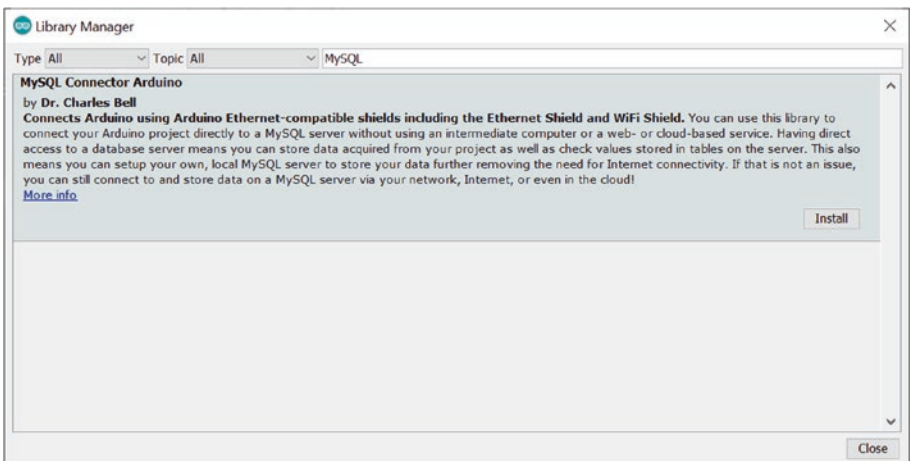 Library Manager
Type All Topic All MySQL
MySQL Connector Arduino
by Dr. Charles Bell
Connects Arduino using Arduino Ethernet-compatible shields including the Ethernet Shield and WiFi Shield. You can use this library to
connect your Arduino project directly to a MySQL server without using an intermediate computer or a web- or cloud-based service. Having direct
access to a database server means you can store data acquired from your project as well as check values stored in tables on the server. This also
means you can setup your own, local MySQL server to store your data further removing the need for Internet connectivity. If that is not an issue,
you can still connect to and store data on a MySQL server via your network, Internet, or even in the cloud!
More info
Install
Close